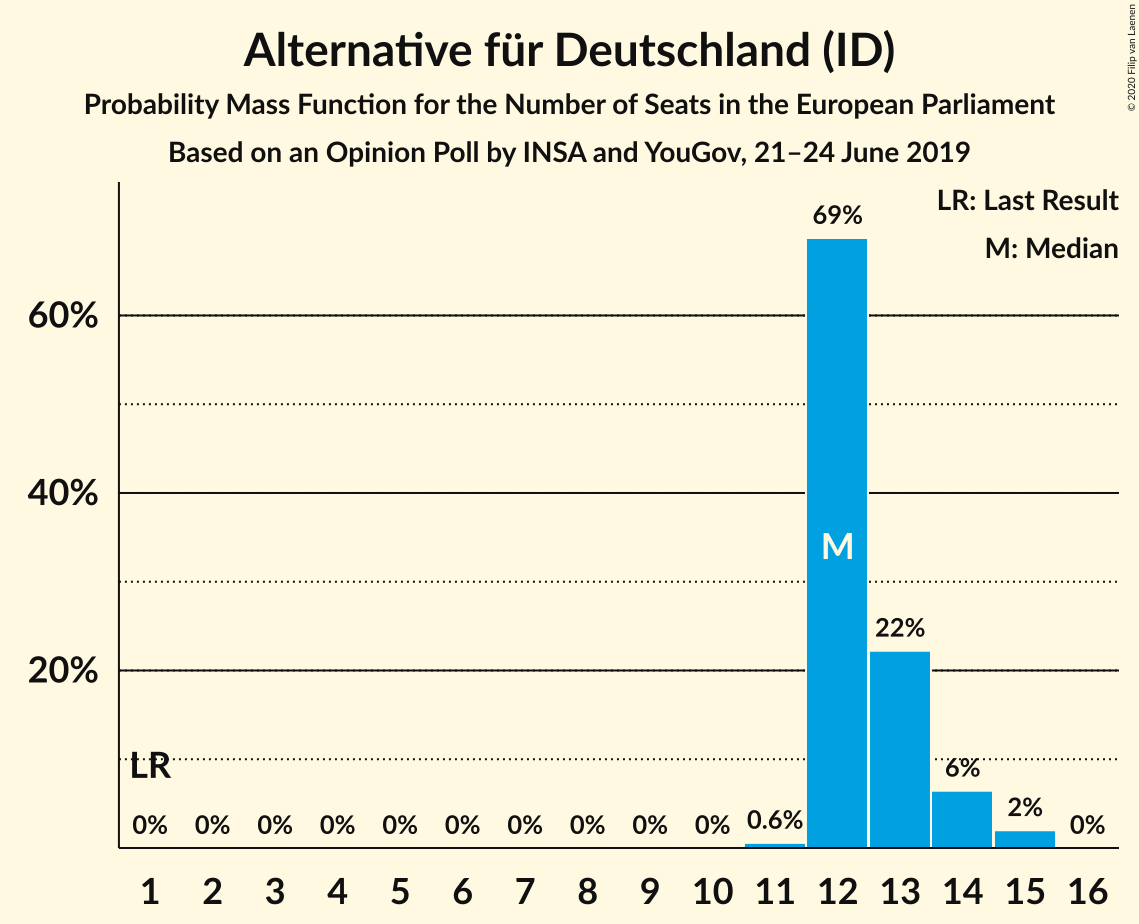 Alternative für Deutschland (ID)
Probability Mass Function for the Number of Seats in the European Parliament
Based on an Opinion Poll by INSA and YouGov, 21–24 June 2019
© 2020 Filip van Laenen
LR: Last Result
M: Median
69%
60%
40%
M
22%
20%
LR
6%
2%
0% 0% 0% 0% 0% 0% 0% 0% 0% 0% 0.6% 0%
1 2 3 4 5 6 7 8 9 10 11 12 13 14 15 16